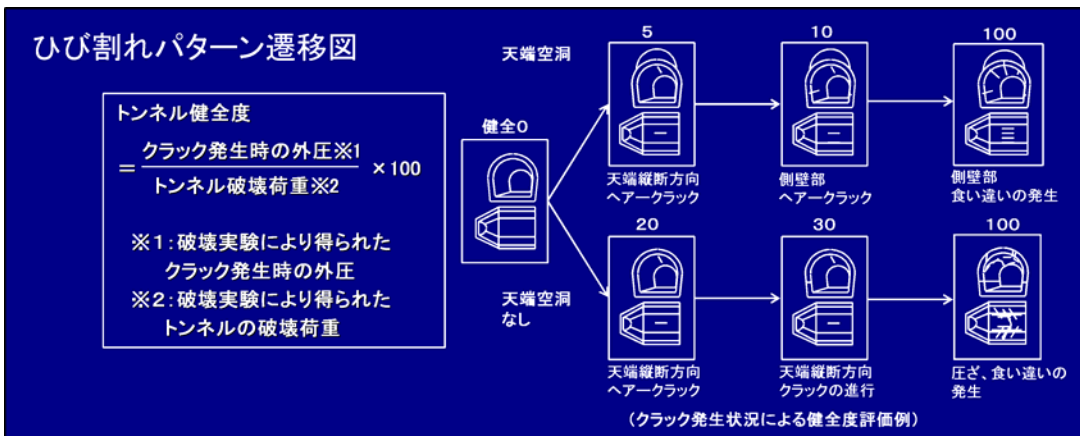 ひび割れパターン遷移図
トンネル健全度
=クラック発生時の外圧※1
トンネル破壊荷重※2
×100
※1:破壊実験により得られた
クラック発生時の外圧
※2:破壊実験により得られた
トンネルの破壊荷重
健全0
天端空洞
5
天端縦断方向
ヘアークラック
10
側壁部
ヘアークラック
100
側壁部
食い違いの発生
天端空洞
なし
20
天端縦断方向
ヘアークラック
30
天端縦断方向
クラックの進行
100
圧ざ、食い違いの
発生
(クラック発生状況による健全度評価例)